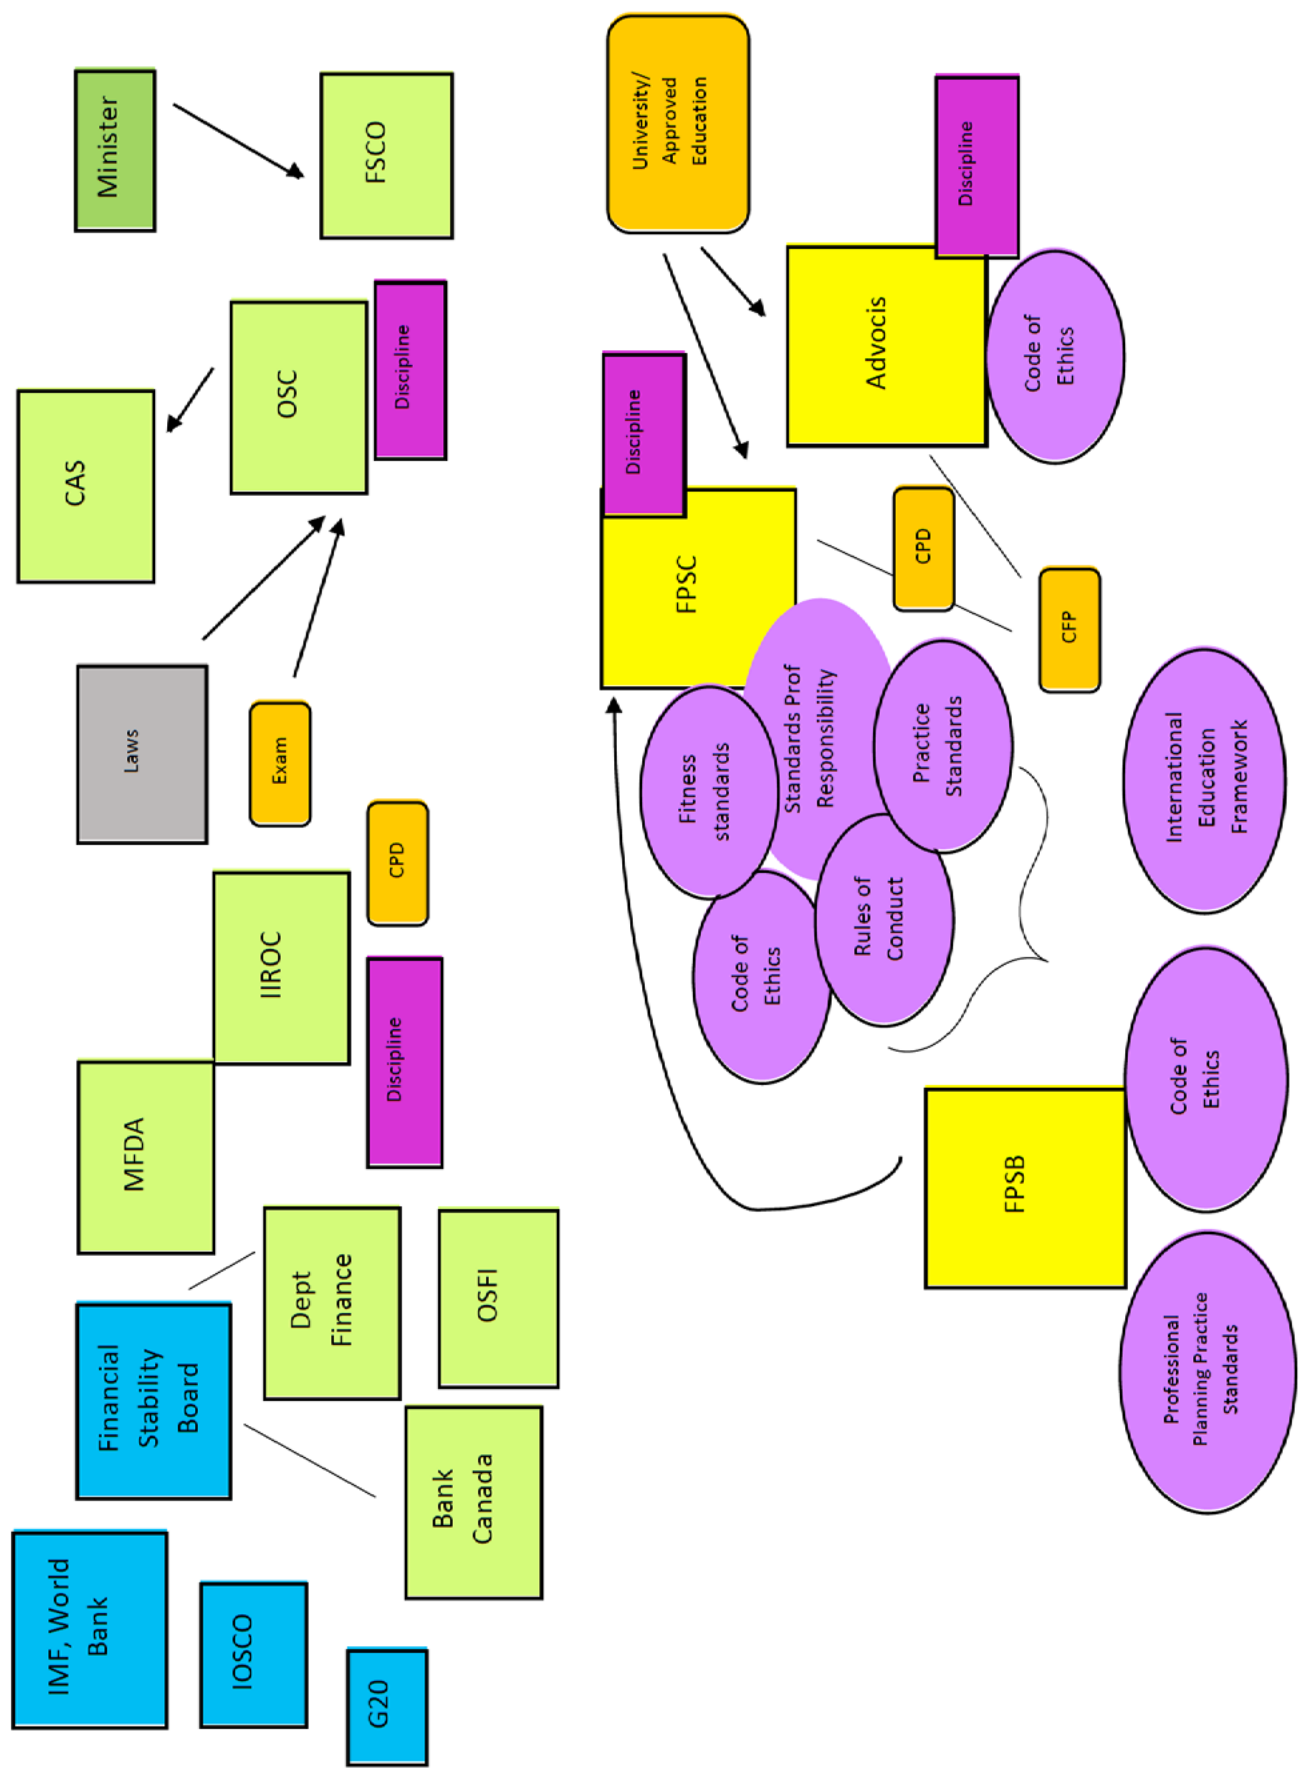 IMF, World
Bank
IOSCO
G20
Financial
Stability
Board
Dept
Finance
Bank
Canada
OSFI
MFDA
IIROC
Discipline
CPD
Laws
Exam
CAS
OSC
Discipline
Minister
FSCO
University/
Approved
Education
Discipline
FPSC
Fitness
standards
Standards Prof
Responsibility
Practice
Standards
Code of
Ethics
Rules of
Conduct
CPD
CFP
Advocis
Discipline
Code of
Ethics
FPSB
Professional
Planning Practice
Standards
Code of
Ethics
International
Education
Framework